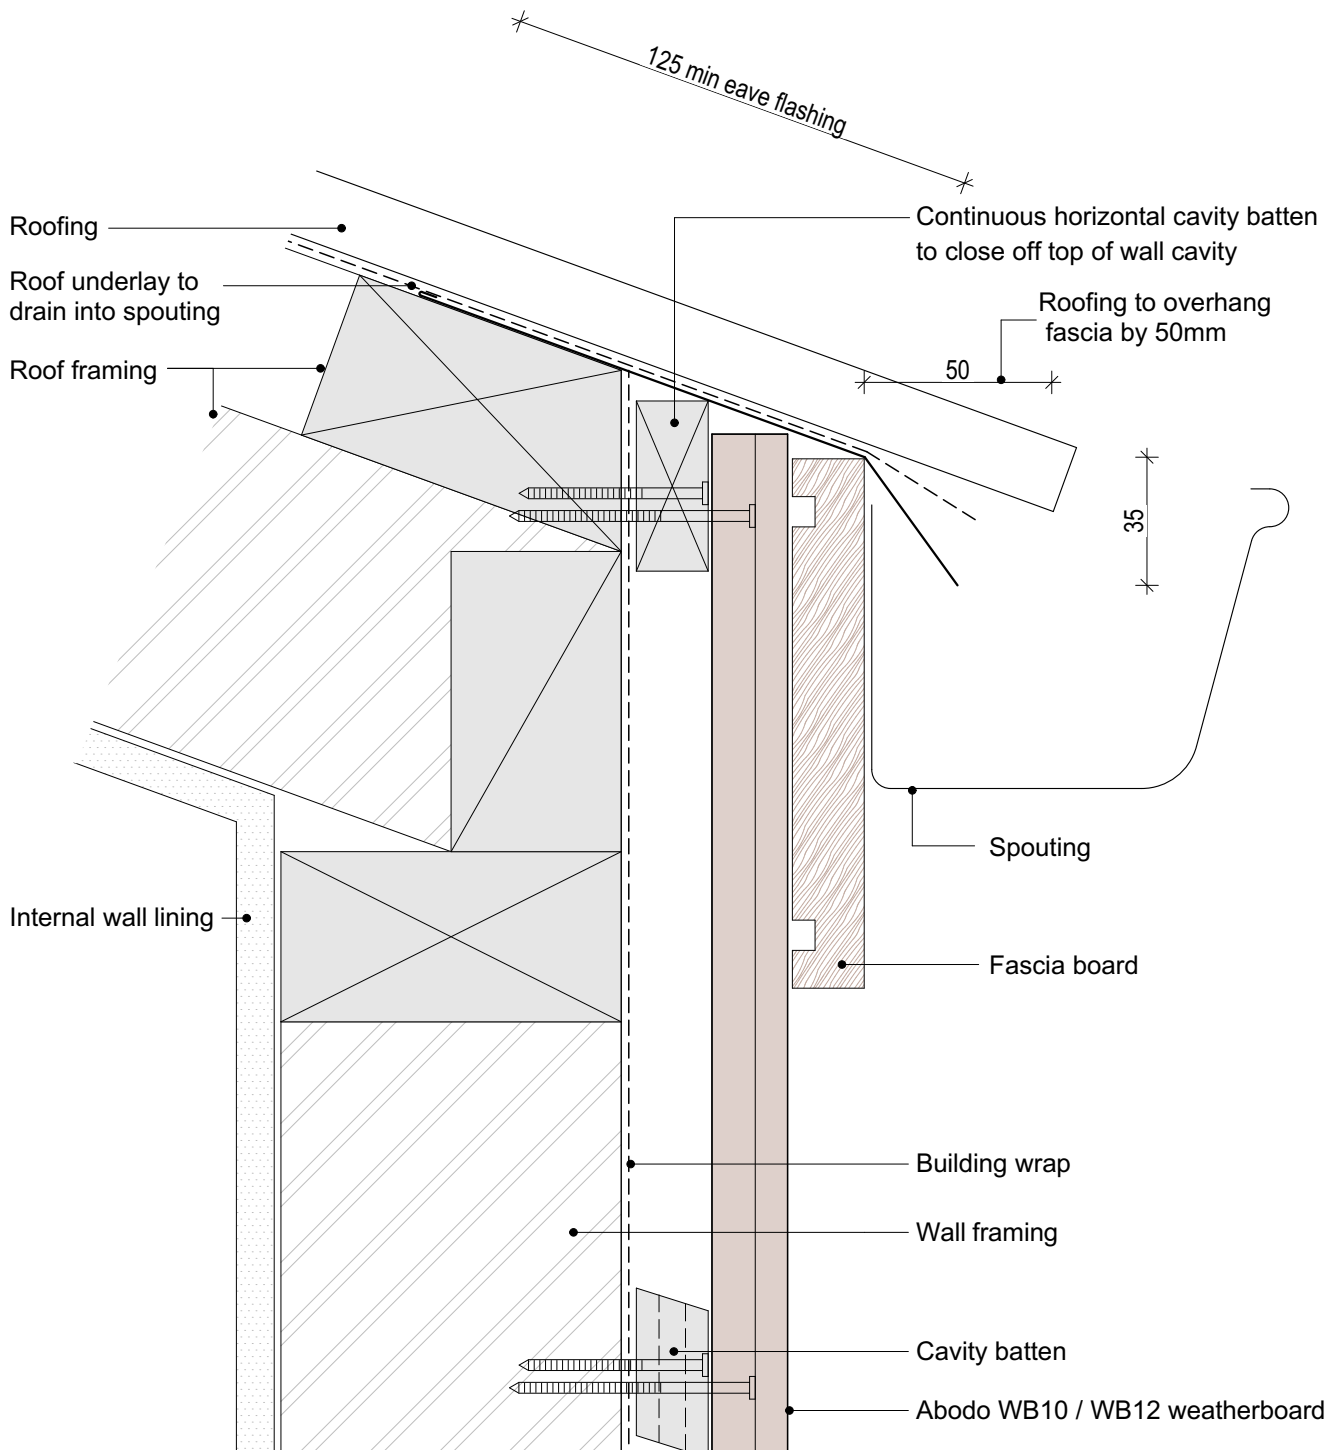 125 min eave flashing
Roofing
Continuous horizontal cavity batten
to close off top of wall cavity
Roof underlay to
drain into spouting
Roofing to overhang
fascia by 50mm
Roof framing
50
35
Spouting
Internal wall lining
Fascia board
Building wrap
Wall framing
Cavity batten
Abodo WB10 / WB12 weatherboard